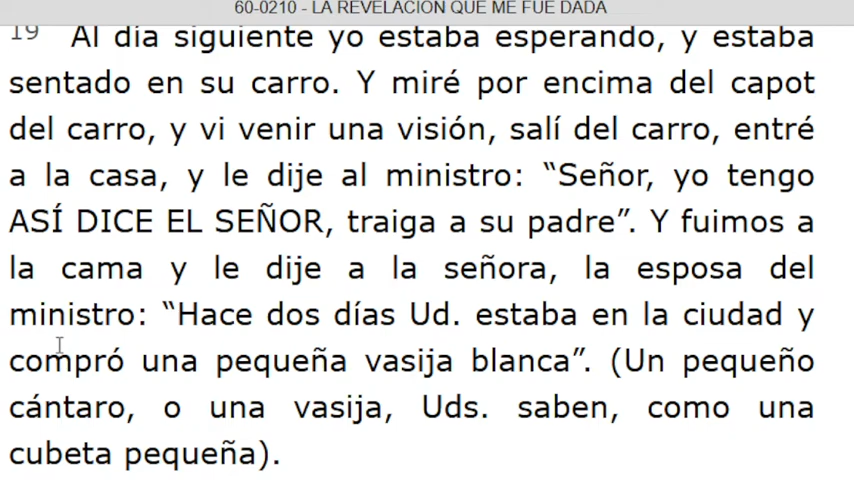 60-0210 - LA REVELACION QUE ME FUE DADA
19 Al día siguiente yo estaba esperando, y estaba
sentado en su carro. Y miré por encima del capot
del carro, y vi venir una visión, salí del carro, entré
a la casa, y le dije al ministro: “Señor, yo tengo
ASÍ DICE EL SEÑOR, traiga a su padre”. Y fuimos a
la cama y le dije a la señora, la esposa del
ministro: “Hace dos días Ud. estaba en la ciudad y
compró una pequeña vasija blanca”. (Un pequeño
cántaro, o una vasija, Uds. saben, como una
cubeta pequeña).